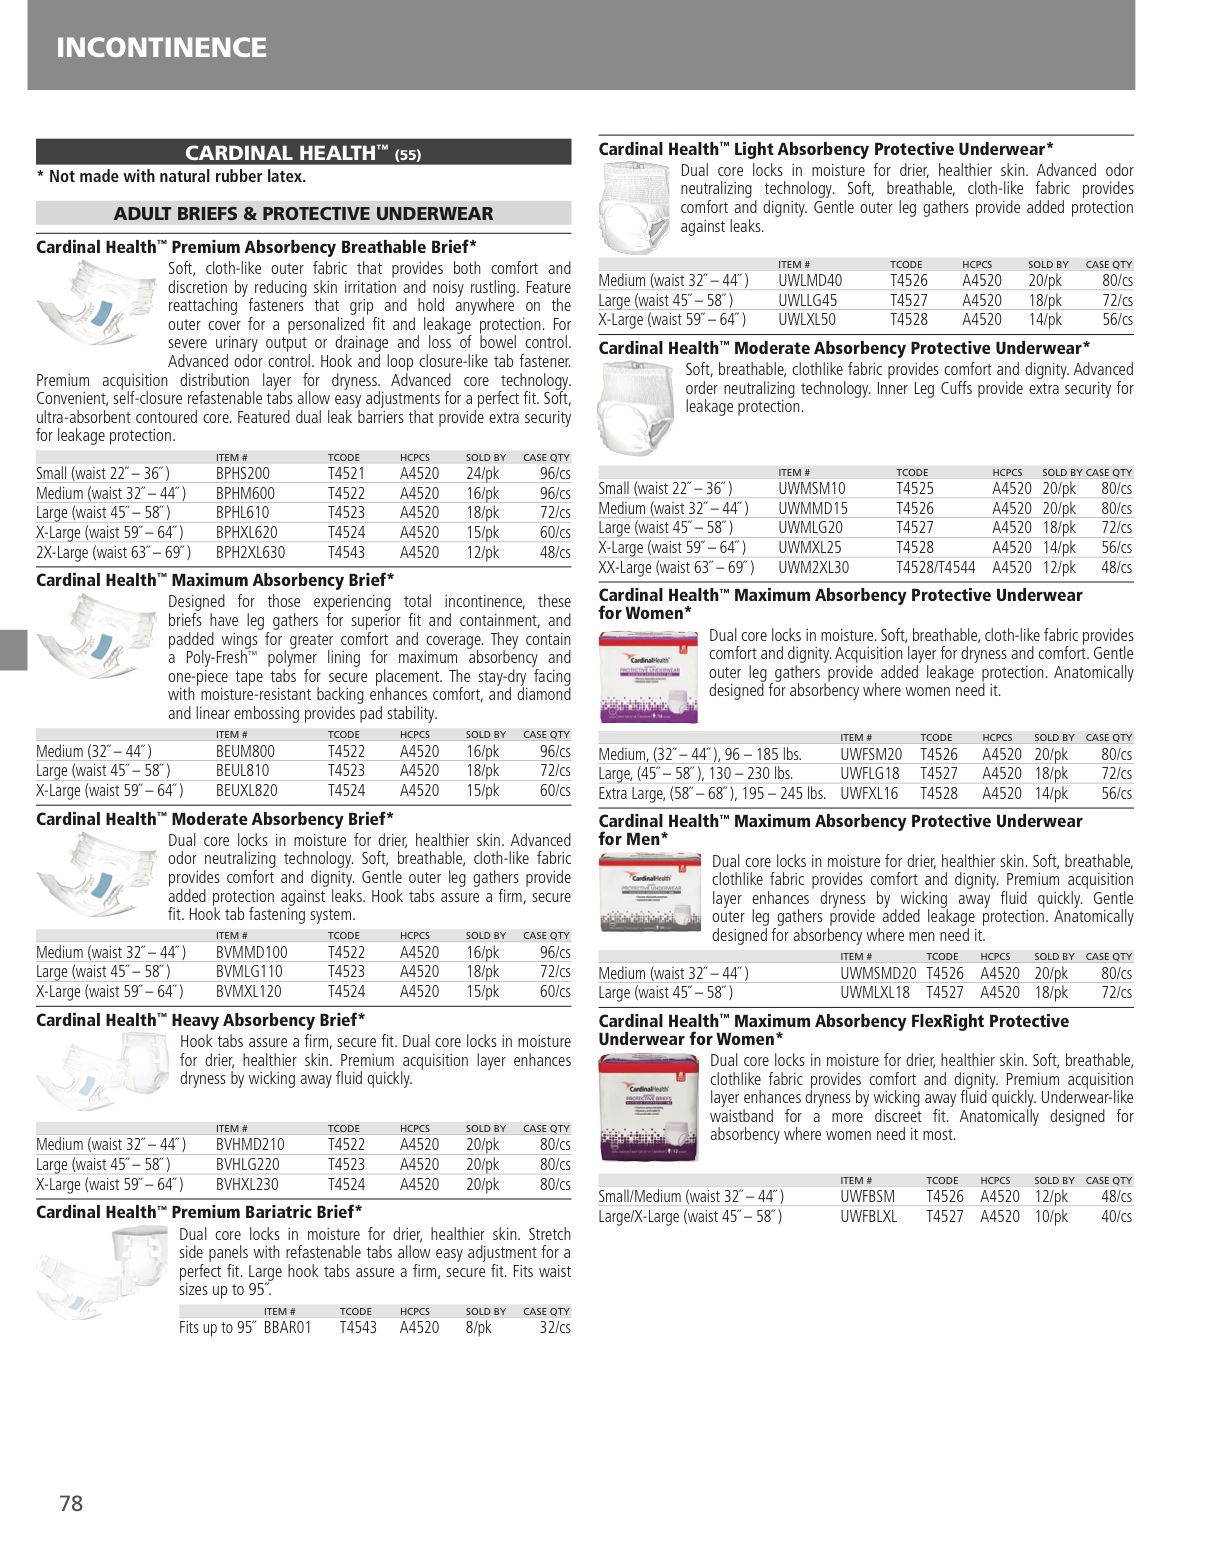 INCONTINENCE
CARDINAL HEALTH™ (55)
* Not made with natural rubber latex.
ADULT BRIEFS & PROTECTIVE UNDERWEAR
Cardinal Health™ Premium Absorbency Breathable Brief*
Soft, cloth-like outer fabric that provides both comfort and
discretion by reducing skin irritation and noisy rustling. Feature
reattaching fasteners that grip and hold anywhere on the
outer cover for a personalized fit and leakage protection. For
severe urinary output or drainage and loss of bowel control.
Advanced odor control. Hook and loop closure-like tab fastener.
Premium acquisition distribution layer for dryness. Advanced core technology.
Convenient, self-closure refastenable tabs allow easy adjustments for a perfect fit. Soft,
ultra-absorbent contoured core. Featured dual leak barriers that provide extra security
for leakage protection.
ITEM # TCODE HCPCS SOLD BY CASE QTY
Small (waist 22˝ – 36˝ ) BPHS200 T4521 A4520 24/pk 96/cs
Medium (waist 32˝ – 44˝ ) BPHM600 T4522 A4520 16/pk 96/cs
Large (waist 45˝ – 58˝ ) BPHL610 T4523 A4520 18/pk 72/cs
X-Large (waist 59˝ – 64˝ ) BPHXL620 T4524 A4520 15/pk 60/cs
2X-Large (waist 63˝ – 69˝ ) BPH2XL630 T4543 A4520 12/pk 48/cs
Cardinal Health™ Maximum Absorbency Brief*
Designed for those experiencing total incontinence, these
briefs have leg gathers for superior fit and containment, and
padded wings for greater comfort and coverage. They contain
a Poly-Fresh™ polymer lining for maximum absorbency and
one-piece tape tabs for secure placement. The stay-dry facing
with moisture-resistant backing enhances comfort, and diamond
and linear embossing provides pad stability.
ITEM # TCODE HCPCS SOLD BY CASE QTY
Medium (32˝ – 44˝ ) BEUM800 T4522 A4520 16/pk 96/cs
Large (waist 45˝ – 58˝ ) BEUL810 T4523 A4520 18/pk 72/cs
X-Large (waist 59˝ – 64˝ ) BEUXL820 T4524 A4520 15/pk 60/cs
Cardinal Health™ Moderate Absorbency Brief*
Dual core locks in moisture for drier, healthier skin. Advanced
odor neutralizing technology. Soft, breathable, cloth-like fabric
provides comfort and dignity. Gentle outer leg gathers provide
added protection against leaks. Hook tabs assure a firm, secure
fit. Hook tab fastening system.
ITEM # TCODE HCPCS SOLD BY CASE QTY
Medium (waist 32˝ – 44˝ ) BVMMD100 T4522 A4520 16/pk 96/cs
Large (waist 45˝ – 58˝ ) BVMLG110 T4523 A4520 18/pk 72/cs
X-Large (waist 59˝ – 64˝ ) BVMXL120 T4524 A4520 15/pk 60/cs
Cardinal Health™ Heavy Absorbency Brief*
Hook tabs assure a firm, secure fit. Dual core locks in moisture
for drier, healthier skin. Premium acquisition layer enhances
dryness by wicking away fluid quickly.
ITEM # TCODE HCPCS SOLD BY CASE QTY
Medium (waist 32˝ – 44˝ ) BVHMD210 T4522 A4520 20/pk 80/cs
Large (waist 45˝ – 58˝ ) BVHLG220 T4523 A4520 20/pk 80/cs
X-Large (waist 59˝ – 64˝ ) BVHXL230 T4524 A4520 20/pk 80/cs
Cardinal Health™ Premium Bariatric Brief*
Dual core locks in moisture for drier, healthier skin. Stretch
side panels with refastenable tabs allow easy adjustment for a
perfect fit. Large hook tabs assure a firm, secure fit. Fits waist
sizes up to 95˝.
ITEM # TCODE HCPCS SOLD BY CASE QTY
Fits up to 95˝ BBAR01 T4543 A4520 8/pk 32/cs
Cardinal Health™ Light Absorbency Protective Underwear*
Dual core locks in moisture for drier, healthier skin. Advanced odor
neutralizing technology. Soft, breathable, cloth-like fabric provides
comfort and dignity. Gentle outer leg gathers provide added protection
against leaks.
ITEM # TCODE HCPCS SOLD BY CASE QTY
Medium (waist 32˝ – 44˝ ) UWLMD40 T4526 A4520 20/pk 80/cs
Large (waist 45˝ – 58˝ ) UWLLG45 T4527 A4520 18/pk 72/cs
X-Large (waist 59˝ – 64˝ ) UWLXL50 T4528 A4520 14/pk 56/cs
Cardinal Health™ Moderate Absorbency Protective Underwear*
Soft, breathable, clothlike fabric provides comfort and dignity. Advanced
order neutralizing technology. Inner Leg Cuffs provide extra security for
leakage protection.
ITEM # TCODE HCPCS SOLD BY CASE QTY
Small (waist 22˝ – 36˝ ) UWMSM10 T4525 A4520 20/pk 80/cs
Medium (waist 32˝ – 44˝ ) UWMMD15 T4526 A4520 20/pk 80/cs
Large (waist 45˝ – 58˝ ) UWMLG20 T4527 A4520 18/pk 72/cs
X-Large (waist 59˝ – 64˝ ) UWMXL25 T4528 A4520 14/pk 56/cs
XX-Large (waist 63˝ – 69˝ ) UWM2XL30 T4528/T4544 A4520 12/pk 48/cs
Cardinal Health™ Maximum Absorbency Protective Underwear
for Women*
CardinalHealth
PROTECTIVE UNDERWEAR
Dual core locks in moisture. Soft, breathable, cloth-like fabric provides
comfort and dignity. Acquisition layer for dryness and comfort. Gentle
outer leg gathers provide added leakage protection. Anatomically
designed for absorbency where women need it.
ITEM # TCODE HCPCS SOLD BY CASE QTY
Medium, (32˝ – 44˝ ), 96 – 185 lbs. UWFSM20 T4526 A4520 20/pk 80/cs
Large, (45˝ – 58˝ ), 130 – 230 lbs. UWFLG18 T4527 A4520 18/pk 72/cs
Extra Large, (58˝ – 68˝ ), 195 – 245 lbs. UWFXL16 T4528 A4520 14/pk 56/cs
Cardinal Health™ Maximum Absorbency Protective Underwear
for Men*
CardinalHealth
PROTECTIVE UNDERWEAR
Dual core locks in moisture for drier, healthier skin. Soft, breathable,
clothlike fabric provides comfort and dignity. Premium acquisition
layer enhances dryness by wicking away fluid quickly. Gentle
outer leg gathers provide added leakage protection. Anatomically
designed for absorbency where men need it.
ITEM # TCODE HCPCS SOLD BY CASE QTY
Medium (waist 32˝ – 44˝ ) UWMSMD20 T4526 A4520 20/pk 80/cs
Large (waist 45˝ – 58˝ ) UWMLXL18 T4527 A4520 18/pk 72/cs
Cardinal Health™ Maximum Absorbency FlexRight Protective
Underwear for Women*
CardinalHealth
PROTECTIVE BRIEFS
Dual core locks in moisture for drier, healthier skin. Soft, breathable,
clothlike fabric provides comfort and dignity. Premium acquisition
layer enhances dryness by wicking away fluid quickly. Underwear-like
waistband for a more discreet fit. Anatomically designed for
absorbency where women need it most.
ITEM # TCODE HCPCS SOLD BY CASE QTY
Small/Medium (waist 32˝ – 44˝ ) UWFBSM T4526 A4520 12/pk 48/cs
Large/X-Large (waist 45˝ – 58˝ ) UWFBLXL T4527 A4520 10/pk 40/cs
78